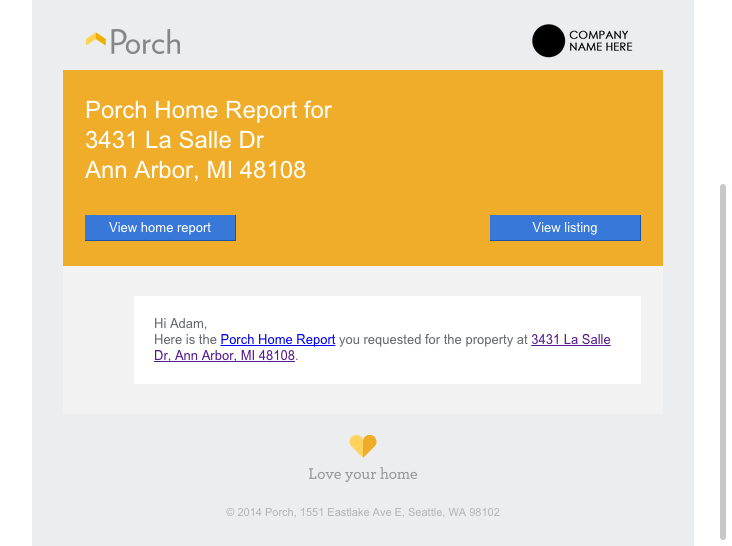 Porch
COMPANY
NAME HERE
Porch Home Report for
3431 La Salle Dr
Ann Arbor, MI 48108
View home report
View listing
Hi Adam,
Here is the Porch Home Report you requested for the property at 3431 La Salle
Dr, Ann Arbor, MI 48108.
Love your home
© 2014 Porch, 1551 Eastlake Ave E, Seattle, WA 98102